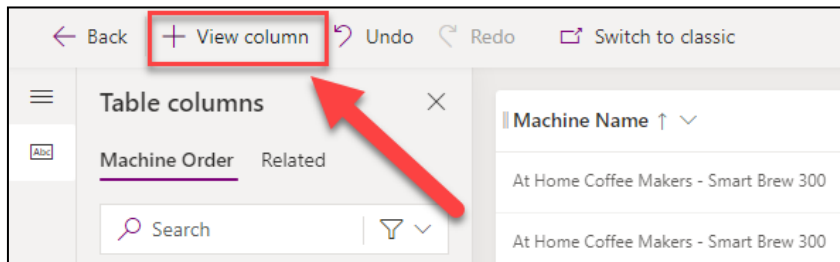 Back View column Undo Redo Switch to classic
Table columns
Abc
Machine Order Related
Search
Machine Name
At Home Coffee Makers - Smart Brew 300
At Home Coffee Makers - Smart Brew 300